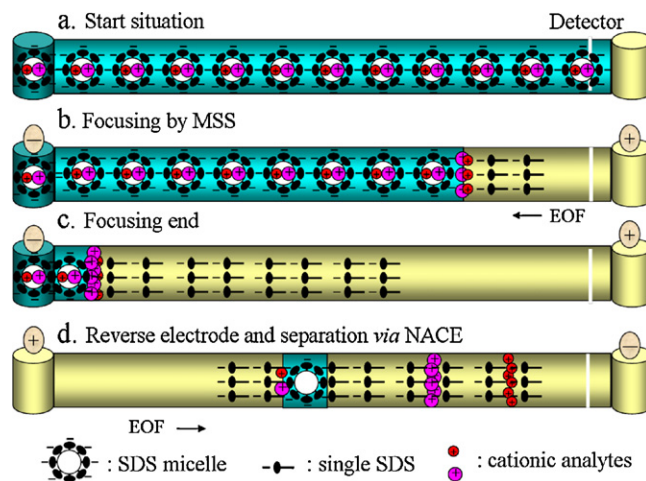 a. Start situation
Detector
b. Focusing by MSS
← EOF
c. Focusing end
d. Reverse electrode and separation via NACE
EOF →
: SDS micelle
: single SDS
: cationic analytes